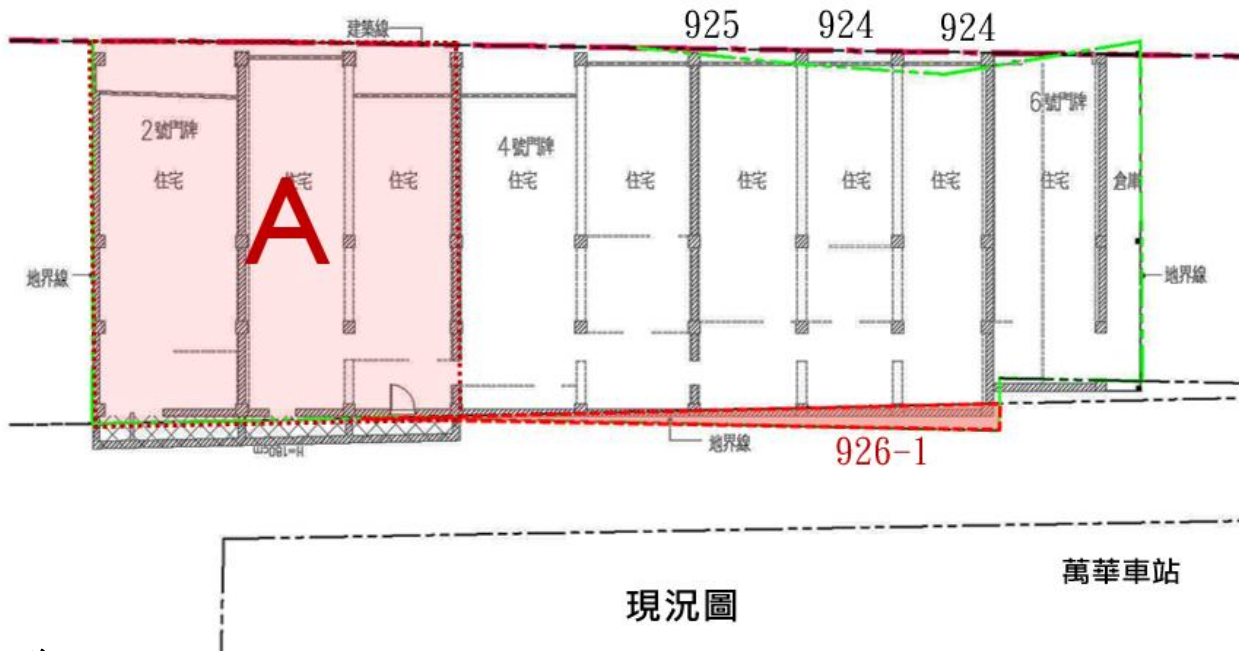 925 924 924
建築線
2號門牌
4號門牌
6號門牌
住宅 住宅 住宅 住宅 住宅 住宅 住宅 住宅 住宅 倉庫
A
地界線
地界線
地界線
926-1
H=180cm
萬華車站
現況圖